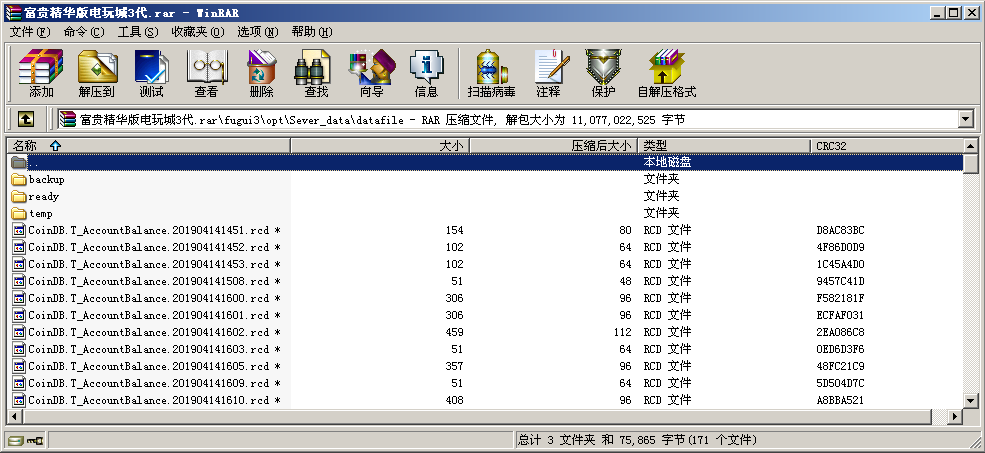 富贵精华版电玩城3代.rar - WinRAR
文件(F) 命令(C) 工具(S) 收藏夹(O) 选项(N) 帮助(H)
添加 解压到 测试 查看 删除 查找 向导 信息 扫描病毒 注释 保护 自解压格式
富贵精华版电玩城3代.rar\fugui3\opt\Sever_data\datafile - RAR 压缩文件, 解包大小为 11,077,022,525 字节
名称 大小 压缩后大小 类型 CRC32
.. 本地磁盘
backup 文件夹
ready 文件夹
temp 文件夹
CoinDB.T_AccountBalance.201904141451.rcd * 154 80 RCD 文件 D8AC83BC
CoinDB.T_AccountBalance.201904141452.rcd * 102 64 RCD 文件 4F86D0D9
CoinDB.T_AccountBalance.201904141453.rcd * 102 64 RCD 文件 1C45A4D0
CoinDB.T_AccountBalance.201904141508.rcd * 51 48 RCD 文件 9457C41D
CoinDB.T_AccountBalance.201904141600.rcd * 306 96 RCD 文件 F582181F
CoinDB.T_AccountBalance.201904141601.rcd * 306 96 RCD 文件 ECFAF031
CoinDB.T_AccountBalance.201904141602.rcd * 459 112 RCD 文件 2EA086C8
CoinDB.T_AccountBalance.201904141603.rcd * 51 64 RCD 文件 0ED6D3F6
CoinDB.T_AccountBalance.201904141605.rcd * 357 96 RCD 文件 48FC21C9
CoinDB.T_AccountBalance.201904141609.rcd * 51 64 RCD 文件 5D504D7C
CoinDB.T_AccountBalance.201904141610.rcd * 408 96 RCD 文件 A8BBA521
总计 3 文件夹 和 75,865 字节(171 个文件)